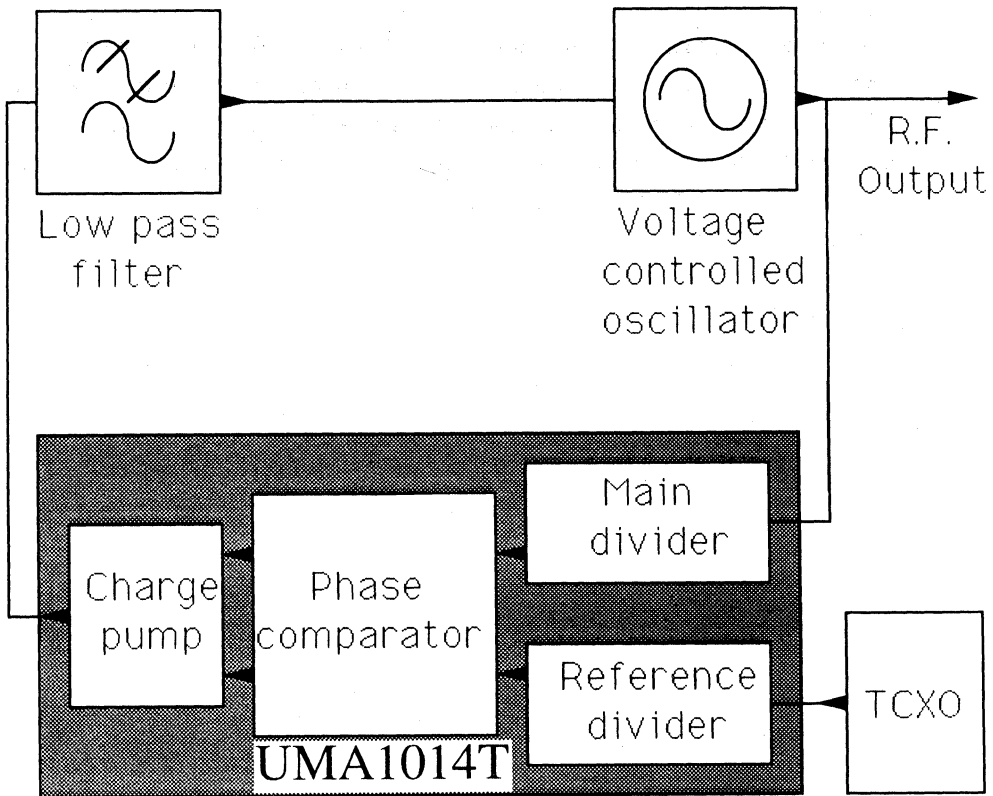 R.F.
Output
Low pass
filter
Voltage
controlled
oscillator
Main
divider
Charge
pump
Phase
comparator
Reference
divider
TCXO
UMA1014T